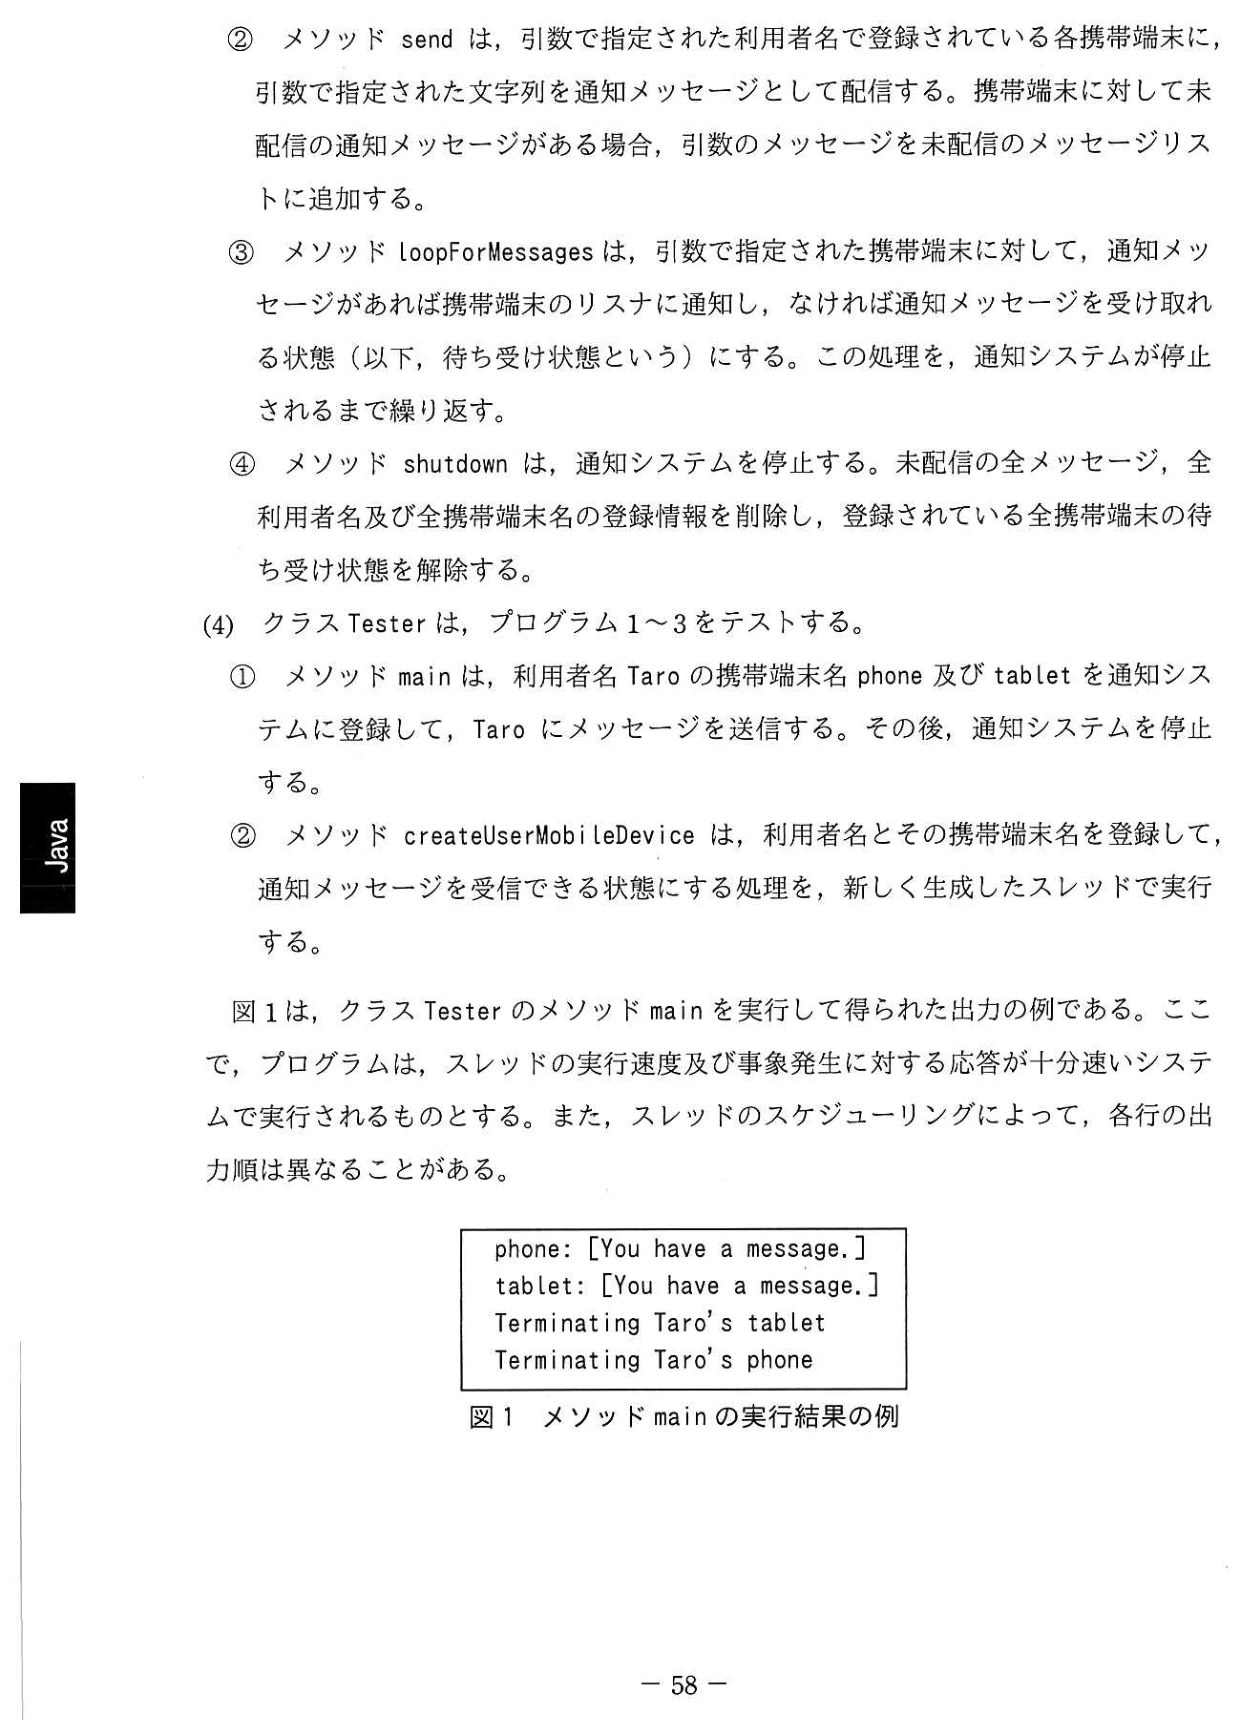 ② メソッド send は，引数で指定された利用者名で登録されている各携帯端末に，
引数で指定された文字列を通知メッセージとして配信する。携帯端末に対して未
配信の通知メッセージがある場合，引数のメッセージを未配信のメッセージリス
トに追加する。
③ メソッド loopForMessages は，引数で指定された携帯端末に対して，通知メッ
セージがあれば携帯端末のリスナに通知し，なければ通知メッセージを受け取れ
る状態（以下，待ち受け状態という）にする。この処理を，通知システムが停止
されるまで繰り返す。
④ メソッド shutdown は，通知システムを停止する。未配信の全メッセージ，全
利用者名及び全携帯端末名の登録情報を削除し，登録されている全携帯端末の待
ち受け状態を解除する。
(4) クラス Tester は，プログラム 1～3 をテストする。
① メソッド main は，利用者名 Taro の携帯端末名 phone 及び tablet を通知シス
テムに登録して，Taro にメッセージを送信する。その後，通知システムを停止
する。
② メソッド createUserMobileDevice は，利用者名とその携帯端末名を登録して，
通知メッセージを受信できる状態にする処理を，新しく生成したスレッドで実行
する。
Java
図 1 は，クラス Tester のメソッド main を実行して得られた出力の例である。ここ
で，プログラムは，スレッドの実行速度及び事象発生に対する応答が十分速いシステ
ムで実行されるものとする。また，スレッドのスケジューリングによって，各行の出
力順は異なることがある。
phone: [You have a message.]
tablet: [You have a message.]
Terminating Taro's tablet
Terminating Taro's phone
図 1 メソッド main の実行結果の例
－ 58 －